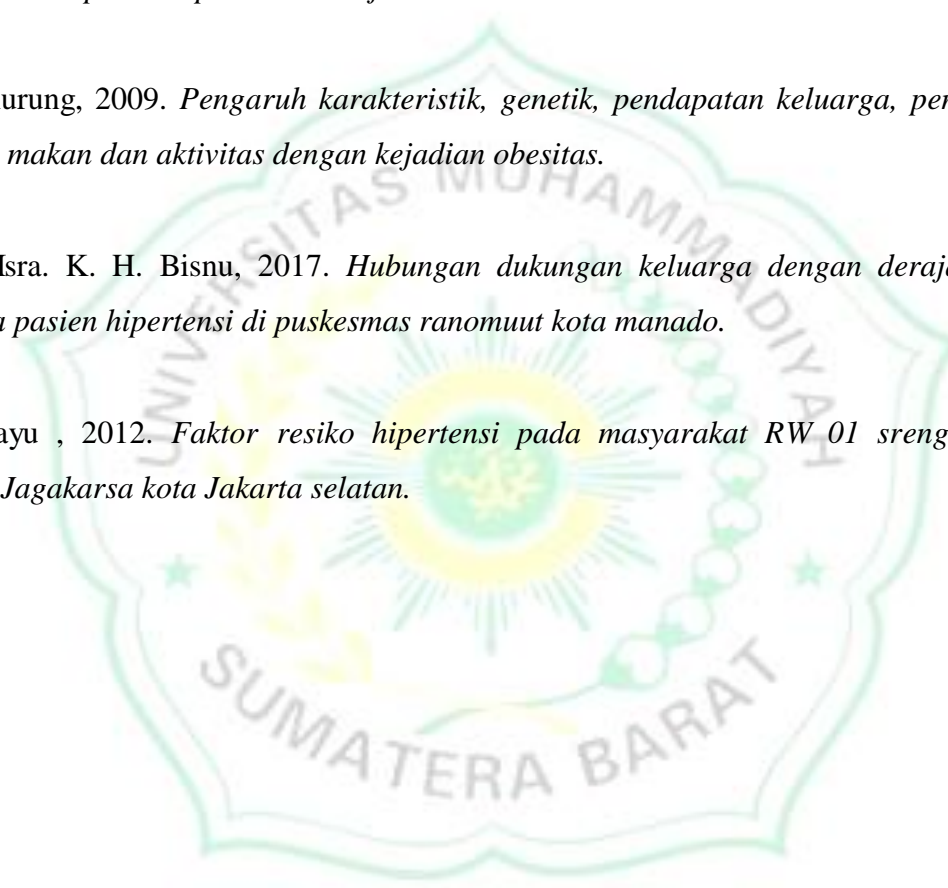 urung, 2009. Pengaruh karakteristik, genetik, pendapatan keluarga, per
makan dan aktivitas dengan kejadian obesitas.
Isra. K. H. Bisnu, 2017. Hubungan dukungan keluarga dengan deraj
pasien hipertensi di puskesmas ranomuut kota manado.
ayu , 2012. Faktor resiko hipertensi pada masyarakat RW 01 sreng
Jagakarsa kota Jakarta selatan.
UNIVERSITAS MUHAMMADIYAH
SUMATERA BARAT